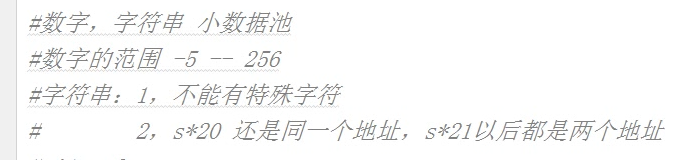 #数字，字符串 小数据池
#数字的范围 -5 -- 256
#字符串：1，不能有特殊字符
#        2，s*20 还是同一个地址，s*21以后都是两个地址